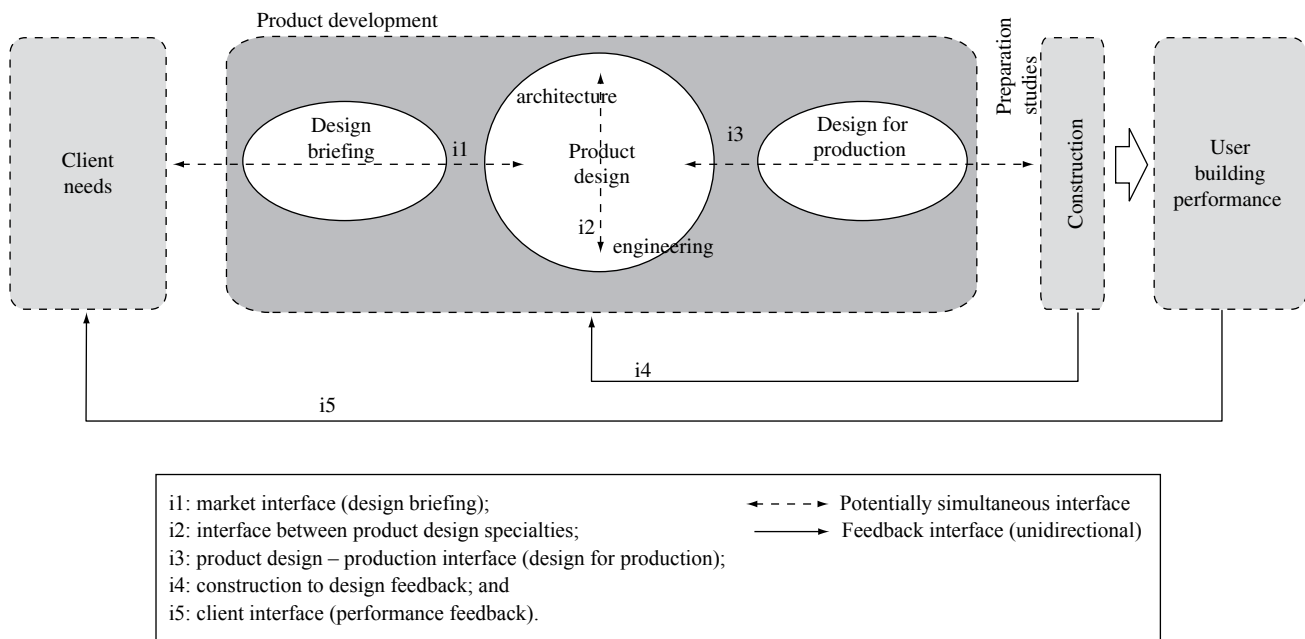 Product development
Preparation
studies
Client
needs
Design
briefing
i1
architecture
Product
design
i2
engineering
i3
Design for
production
Construction
User
building
performance
i4
i5
i1: market interface (design briefing);
i2: interface between product design specialties;
i3: product design – production interface (design for production);
i4: construction to design feedback; and
i5: client interface (performance feedback).
Potentially simultaneous interface
Feedback interface (unidirectional)